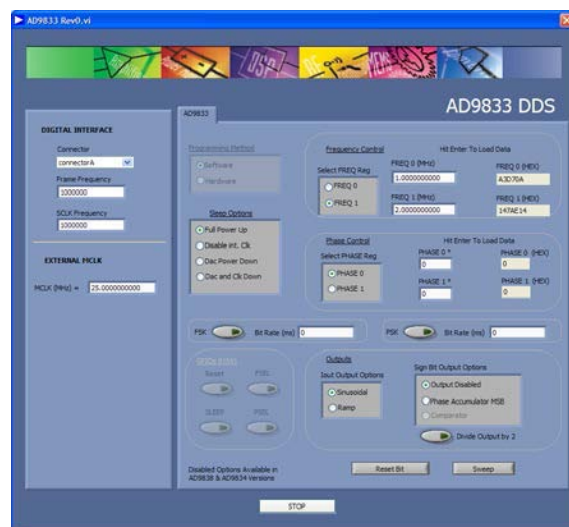 AD9833 Rev0.vi
DSP
RF
MEMS
AD9833 DDS
AD9833
DIGITAL INTERFACE
Connector
connectorA
Frame Frequency
1000000
SCLK Frequency
1000000
EXTERNAL MCLK
MCLK (MHz) = 25.0000000000
Programming Method
Software
Hardware
Sleep Options
Full Power Up
Disable Int. Clk
Dac Power Down
Dac and Clk Down
Frequency Control
Hit Enter To Load Data
Select FREQ Reg
FREQ 0
FREQ 1
FREQ 0 (MHz)
1.0000000000
FREQ 0 (HEX)
A3D70A
FREQ 1 (MHz)
2.0000000000
FREQ 1 (HEX)
147AE14
Phase Control
Hit Enter To Load Data
Select PHASE Reg
PHASE 0
PHASE 1
PHASE 0 °
0
PHASE 0 (HEX)
0
PHASE 1 °
0
PHASE 1 (HEX)
0
FSK
Bit Rate (ms) 0
PSK
Bit Rate (ms) 0
Reset
FSEL
SLEEP
PSEL
Outputs
Iout Output Options
Sinusoidal
Ramp
Sign Bit Output Options
Output Disabled
Phase Accumulator MSB
Comparator
Divide Output by 2
Disabled Options Available in
AD9838 & AD9834 Versions
Reset Bit
Sweep
STOP